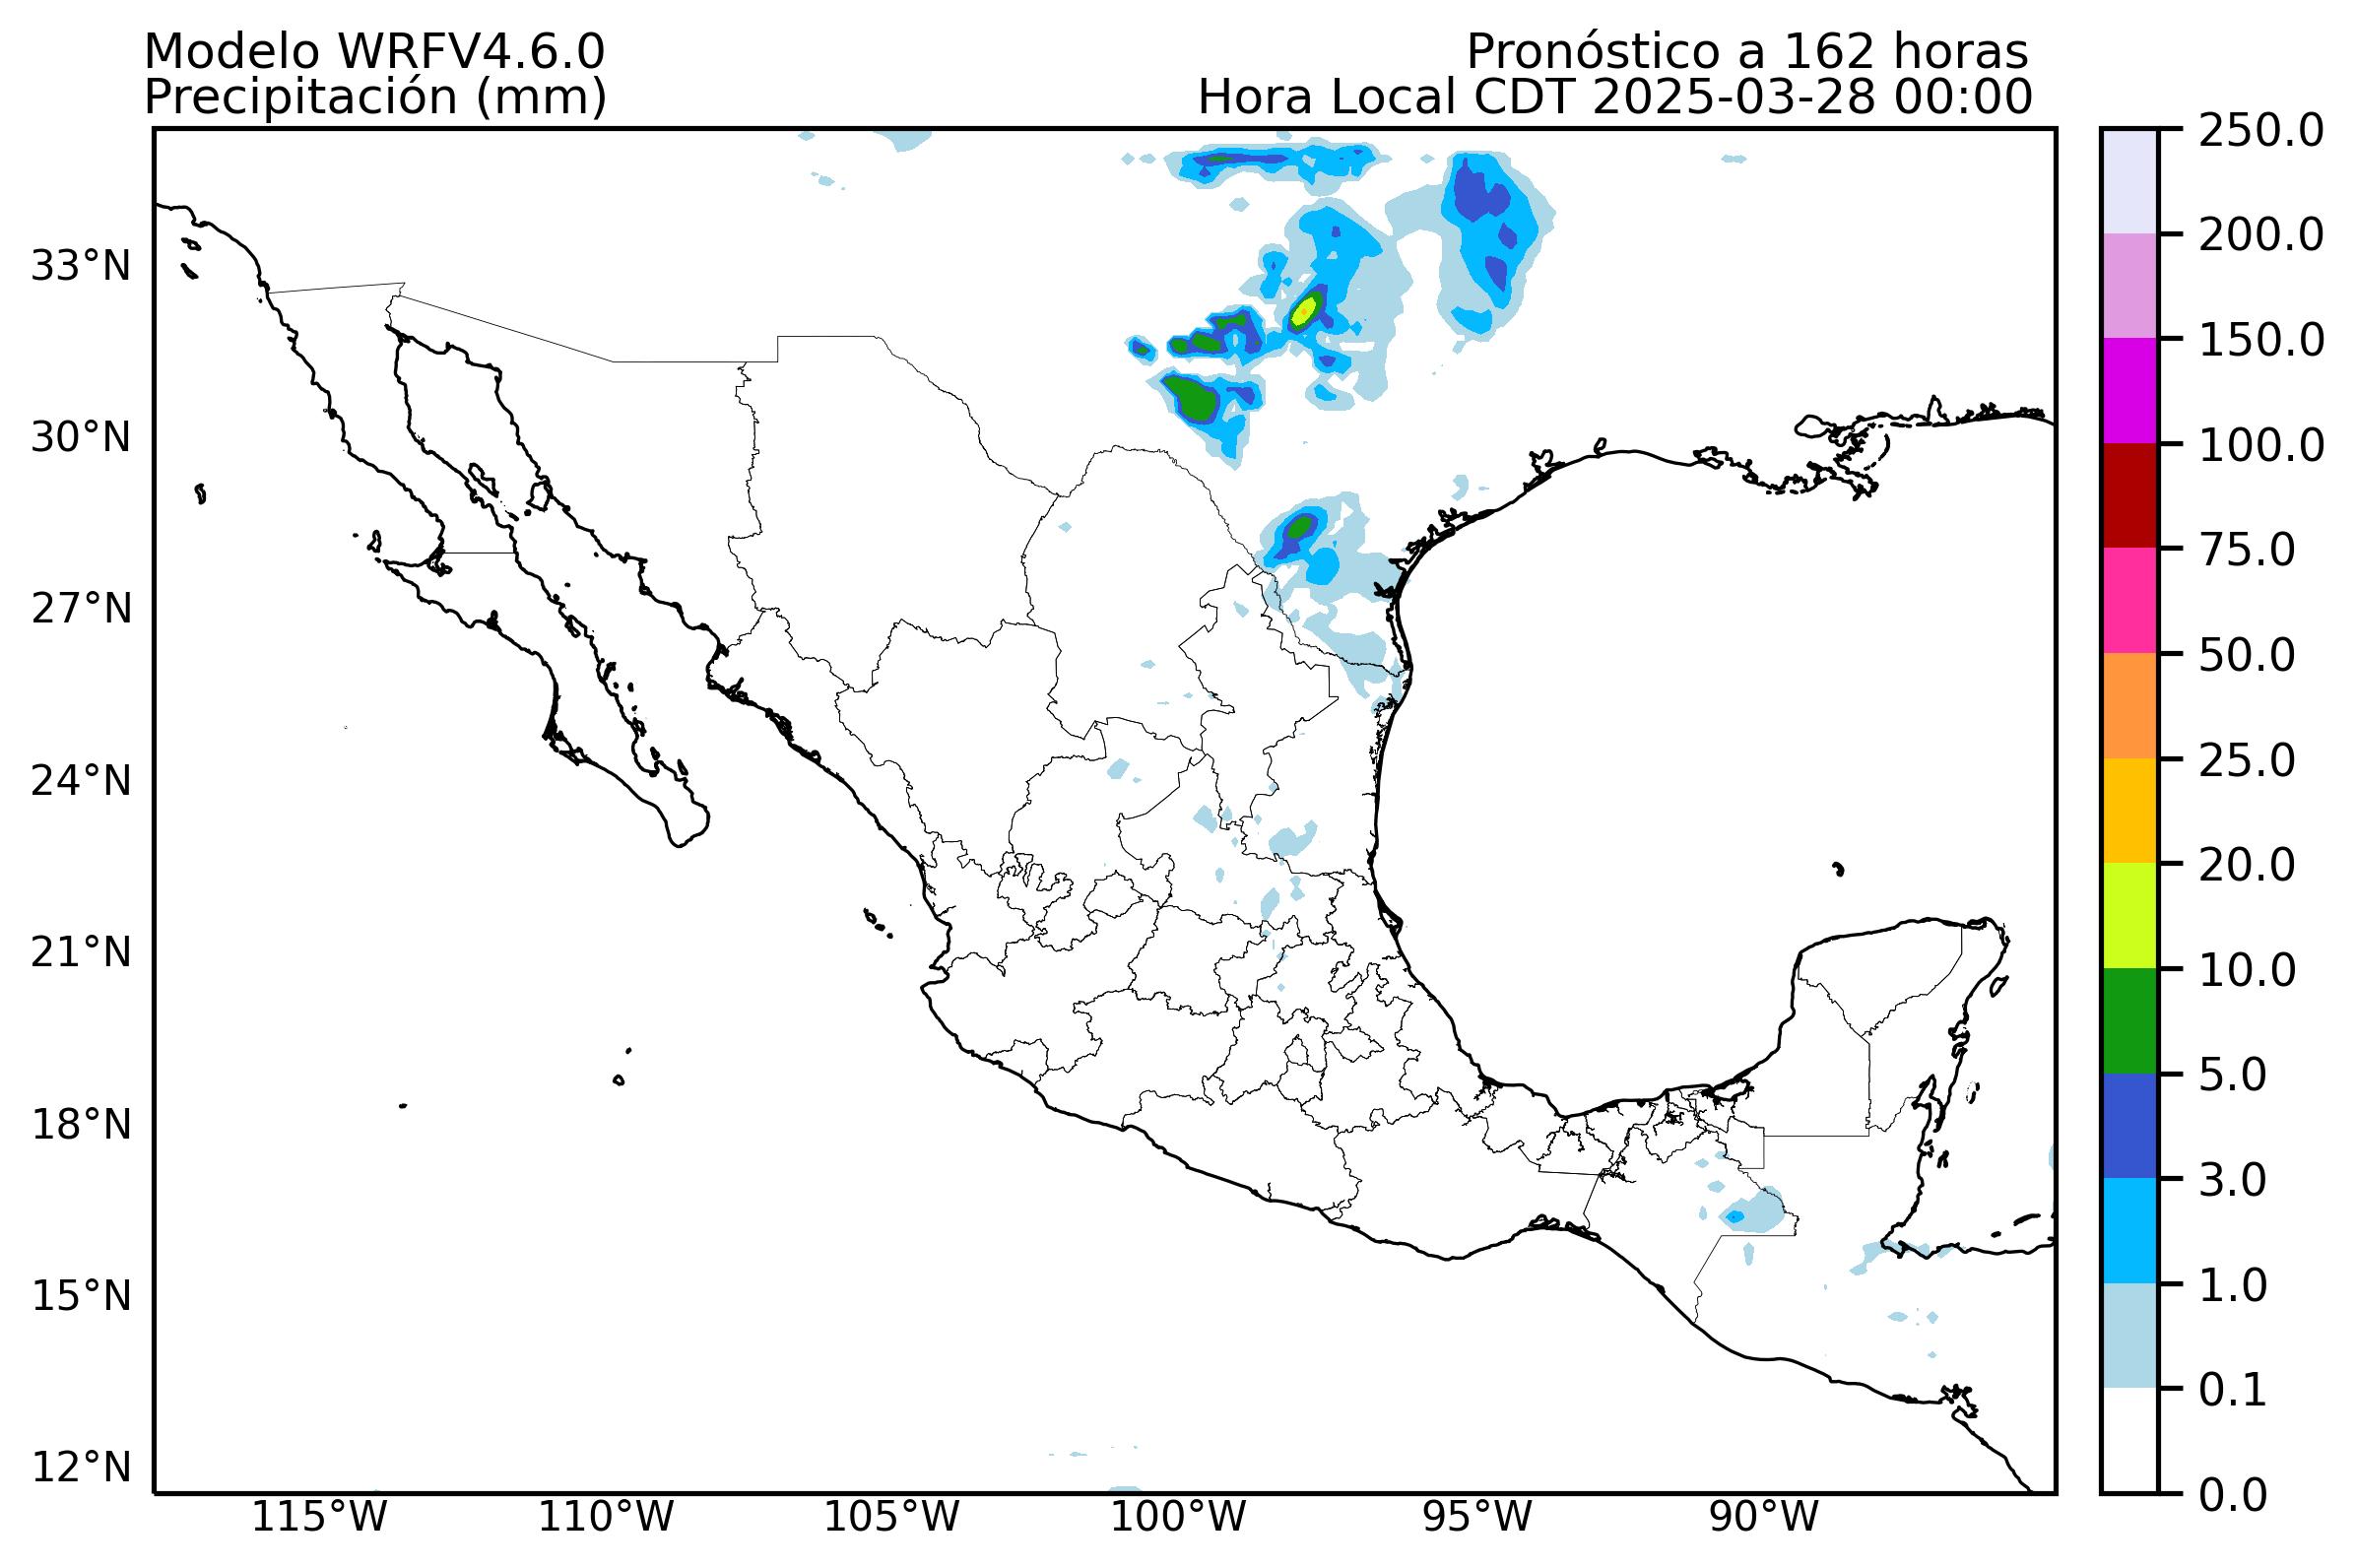 Modelo WRFV4.6.0
Pronóstico a 162 horas
Precipitación (mm)
Hora Local CDT 2025-03-28 00:00
250.0
200.0
150.0
100.0
75.0
50.0
25.0
20.0
10.0
5.0
3.0
1.0
0.1
0.0
33°N
30°N
27°N
24°N
21°N
18°N
15°N
12°N
115°W
110°W
105°W
100°W
95°W
90°W